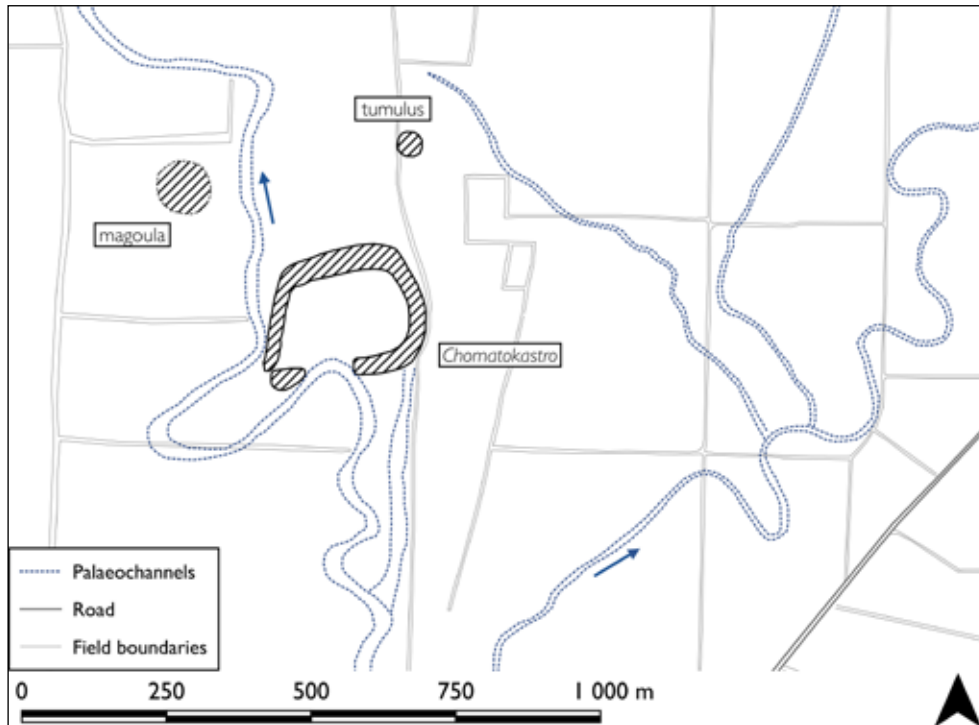 tumulus
magoula
Chomatokastro
Palaeochannels
Road
Field boundaries
0 250 500 750 1 000 m